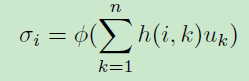 σ_i = ϕ(∑_{k=1}^{n} h(i, k)u_k)